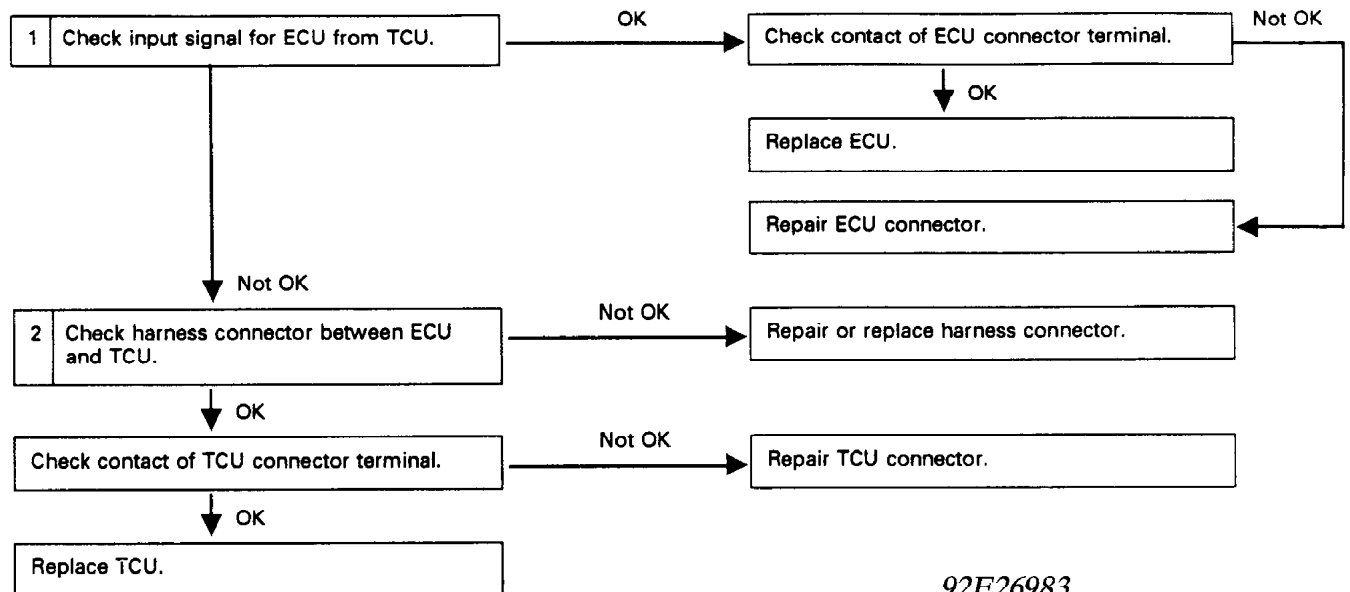 1 Check input signal for ECU from TCU.
OK
Check contact of ECU connector terminal.
Not OK
OK
Replace ECU.
Repair ECU connector.
Not OK
2 Check harness connector between ECU
and TCU.
Not OK
Repair or replace harness connector.
OK
Check contact of TCU connector terminal.
Not OK
Repair TCU connector.
OK
Replace TCU.
92F26983